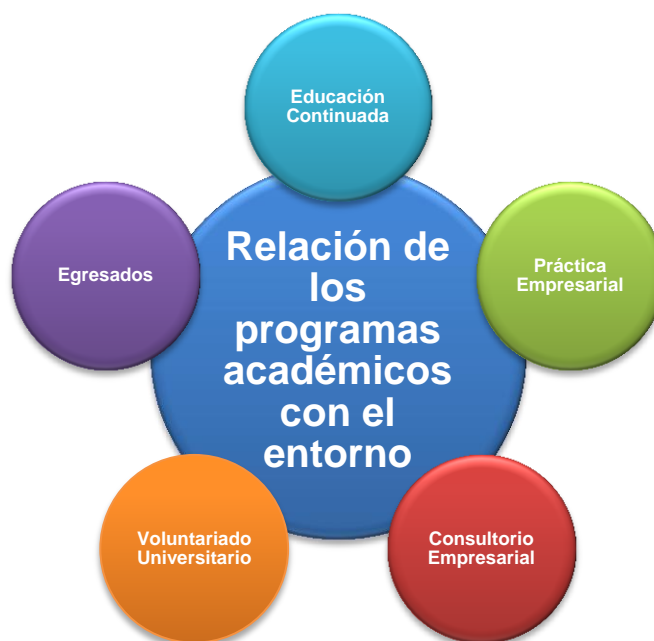 Educación
Continuada
Relación de
los
programas
académicos
con el
entorno
Egresados
Práctica
Empresarial
Voluntariado
Universitario
Consultorio
Empresarial